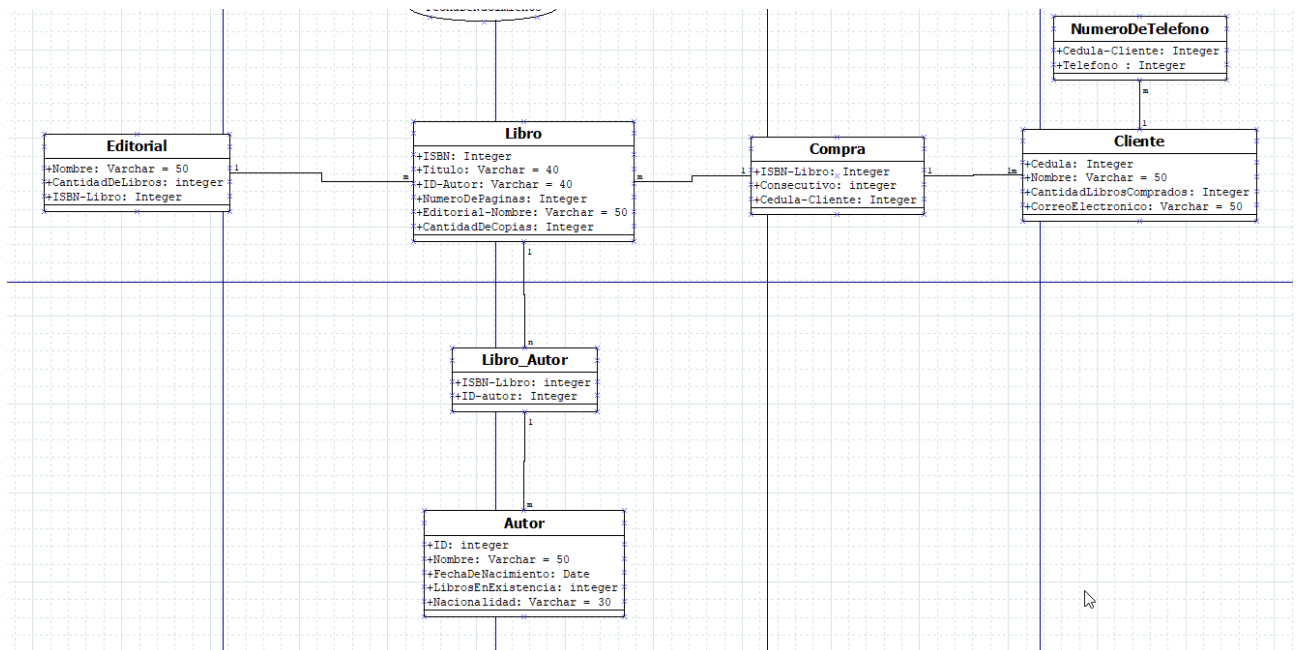 FechaDeNacimiento
NumeroDeTelefono
+Cedula-Cliente: Integer
+Telefono : Integer
m
1
Editorial
+Nombre: Varchar = 50
+CantidadDeLibros: integer
+ISBN-Libro: Integer
1
m
Libro
+ISBN: Integer
+Titulo: Varchar = 40
+ID-Autor: Varchar = 40
+NumeroDePaginas: Integer
+Editorial-Nombre: Varchar = 50
+CantidadDeCopias: Integer
m
1
Compra
+ISBN-Libro: Integer
+Consecutivo: integer
+Cedula-Cliente: Integer
1
1m
Cliente
+Cedula: Integer
+Nombre: Varchar = 50
+CantidadLibrosComprados: Integer
+CorreoElectronico: Varchar = 50
1
n
Libro_Autor
+ISBN-Libro: integer
+ID-autor: Integer
1
m
Autor
+ID: integer
+Nombre: Varchar = 50
+FechaDeNacimiento: Date
+LibrosEnExistencia: integer
+Nacionalidad: Varchar = 30